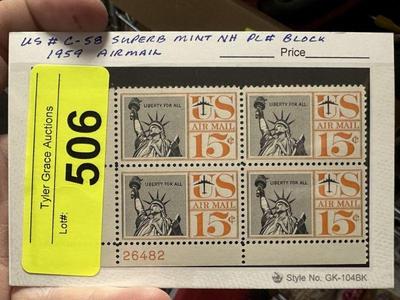 US # C-58 SUPERB MINT NH PL# BLOCK
1959 AIRMAIL
Price
Tyler Grace Auctions
Lot#:
506
LIBERTY FOR ALL
US
AIR MAIL
15¢
LIBERTY FOR ALL
US
AIR MAIL
15¢
LIBERTY FOR ALL
US
AIR MAIL
15¢
LIBERTY FOR ALL
US
AIR MAIL
15¢
26482
Style No. GK-104BK